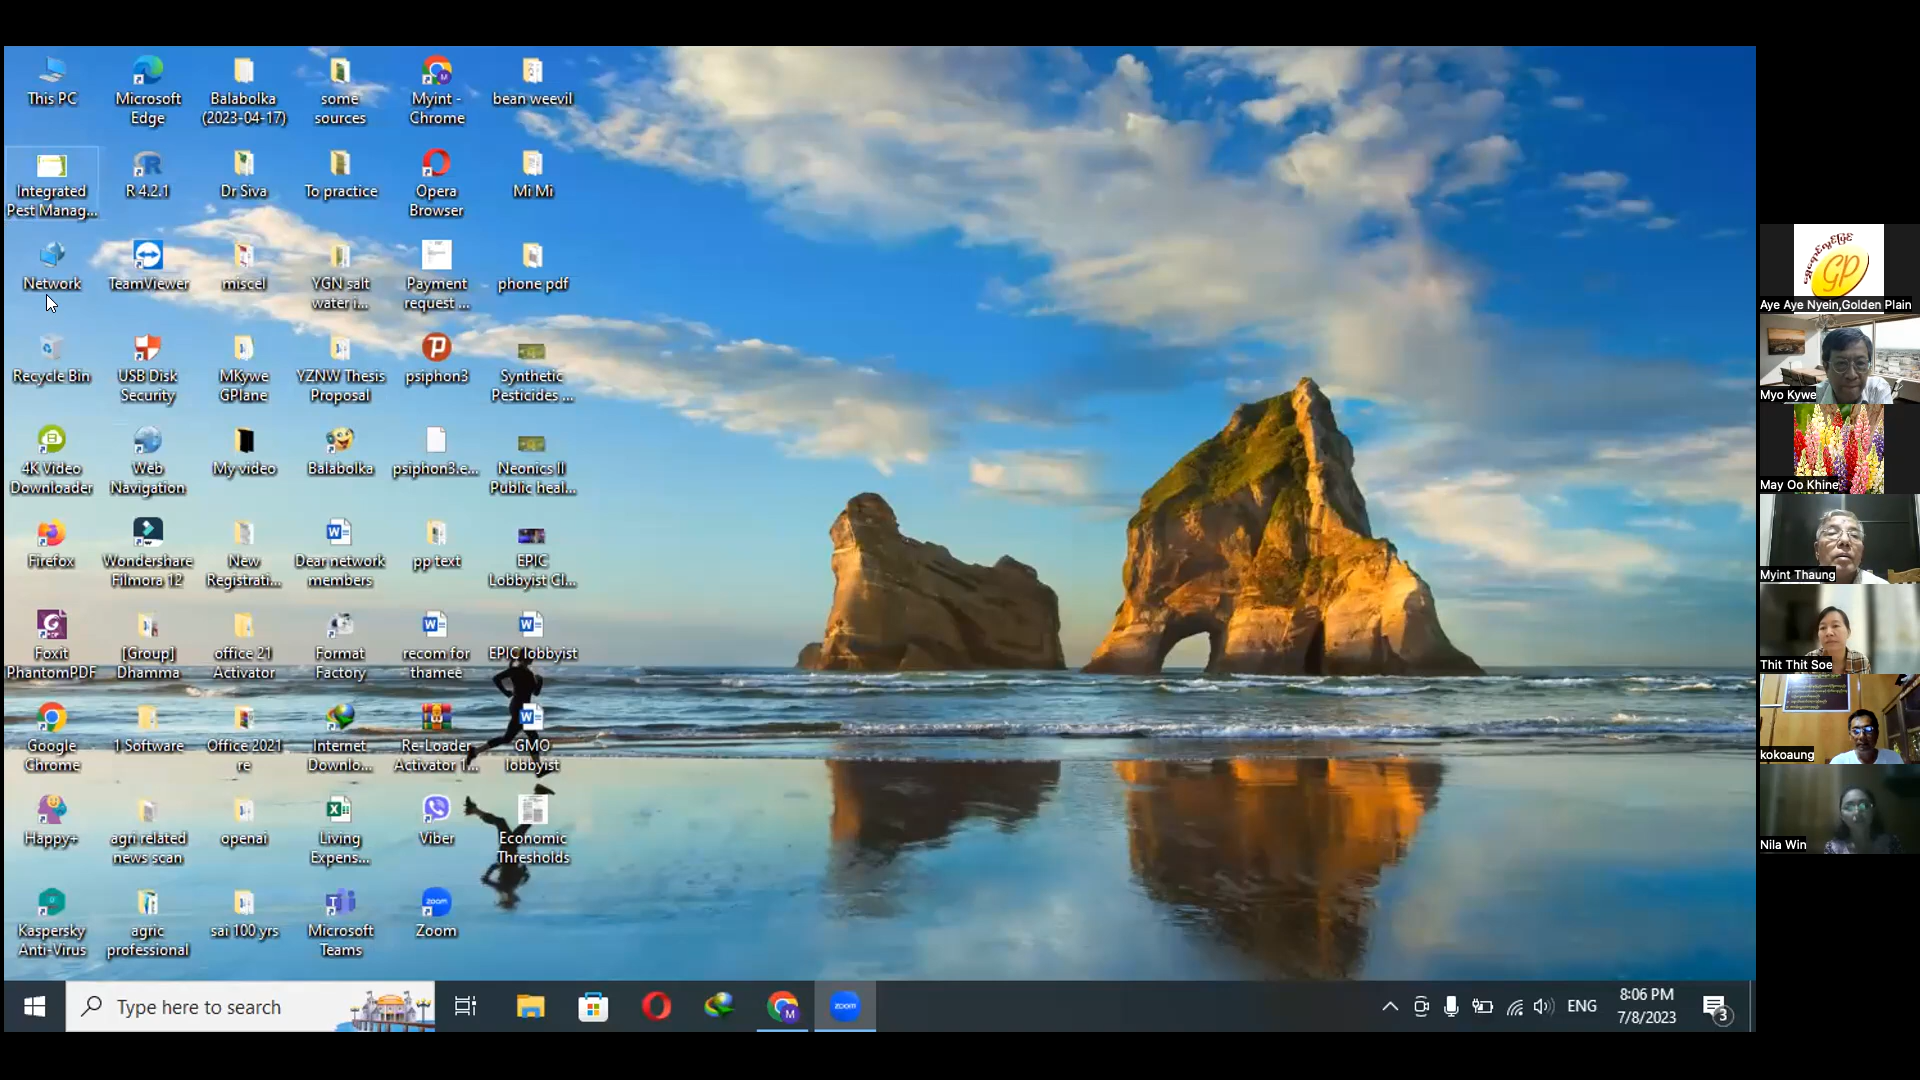 This PC
Microsoft
Edge
Balabolka
(2023-04-17)
some
sources
Myint -
Chrome
bean weevil
Integrated
Pest Manag...
R 4.2.1
Dr Siva
To practice
Opera
Browser
Mi Mi
Network
TeamViewer
miscel
YGN salt
water i...
Payment
request ...
phone pdf
Recycle Bin
USB Disk
Security
MKywe
GPlane
YZNW Thesis
Proposal
psiphon3
Synthetic
Pesticides ...
4K Video
Downloader
Web
Navigation
My video
Balabolka
psiphon3.e...
Neonics II
Public heal...
Firefox
Wondershare
Filmora 12
New
Registrati...
Dear network
members
pp text
EPIC
Lobbyist Cl...
Foxit
PhantomPDF
[Group]
Dhamma
office 21
Activator
Format
Factory
recom for
thamee
EPIC lobbyist
Google
Chrome
1 Software
Office 2021
re
Internet
Downlo...
Re-Loader
Activator 1...
GMO
lobbyist
Happy+
agri related
news scan
openai
Living
Expens...
Viber
Economic
Thresholds
Kaspersky
Anti-Virus
agric
professional
sai 100 yrs
Microsoft
Teams
zoom
Zoom
Type here to search
zoom
ENG
8:06 PM
7/8/2023
3
GP
Aye Aye Nyein,Golden Plain
Myo Kywe
May Oo Khine
Myint Thaung
Thit Thit Soe
kokoaung
Nila Win